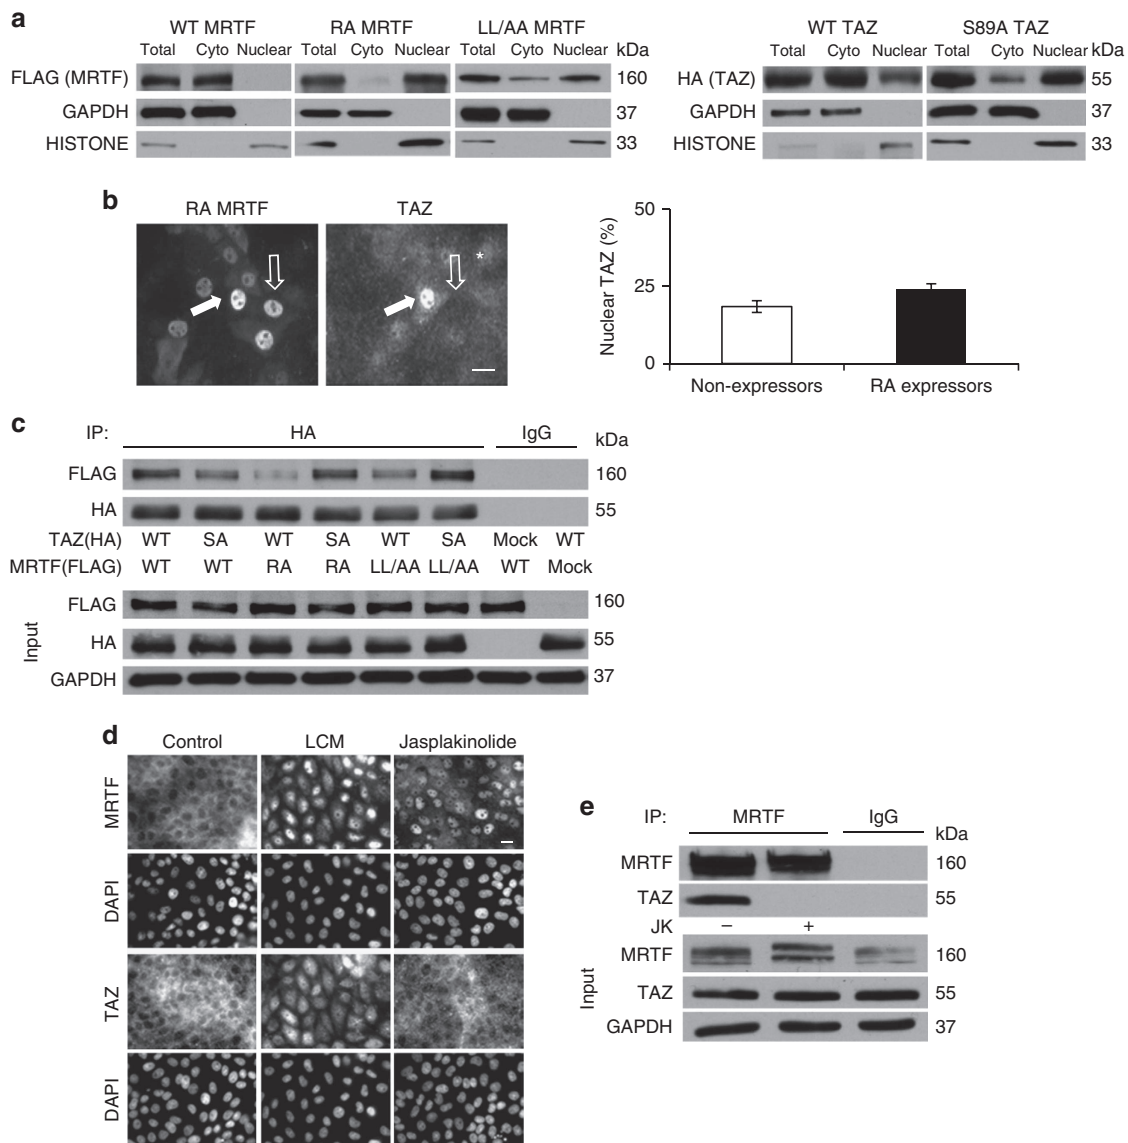 a
WT MRTF RA MRTF LL/AA MRTF
Total Cyto Nuclear Total Cyto Nuclear Total Cyto Nuclear kDa
FLAG (MRTF) 160
GAPDH 37
HISTONE 33
WT TAZ S89A TAZ
Total Cyto Nuclear Total Cyto Nuclear kDa
HA (TAZ) 55
GAPDH 37
HISTONE 33
b
RA MRTF TAZ
*
Nuclear TAZ (%)
50
25
0
Non-expressors RA expressors
c
IP: HA IgG
kDa
FLAG 160
HA 55
TAZ(HA) WT SA WT SA WT SA Mock WT
MRTF(FLAG) WT WT RA RA LL/AA LL/AA WT Mock
Input
FLAG 160
HA 55
GAPDH 37
d
Control LCM Jasplakinolide
MRTF
DAPI
TAZ
DAPI
e
IP: MRTF IgG
kDa
MRTF 160
TAZ 55
JK – +
Input
MRTF 160
TAZ 55
GAPDH 37